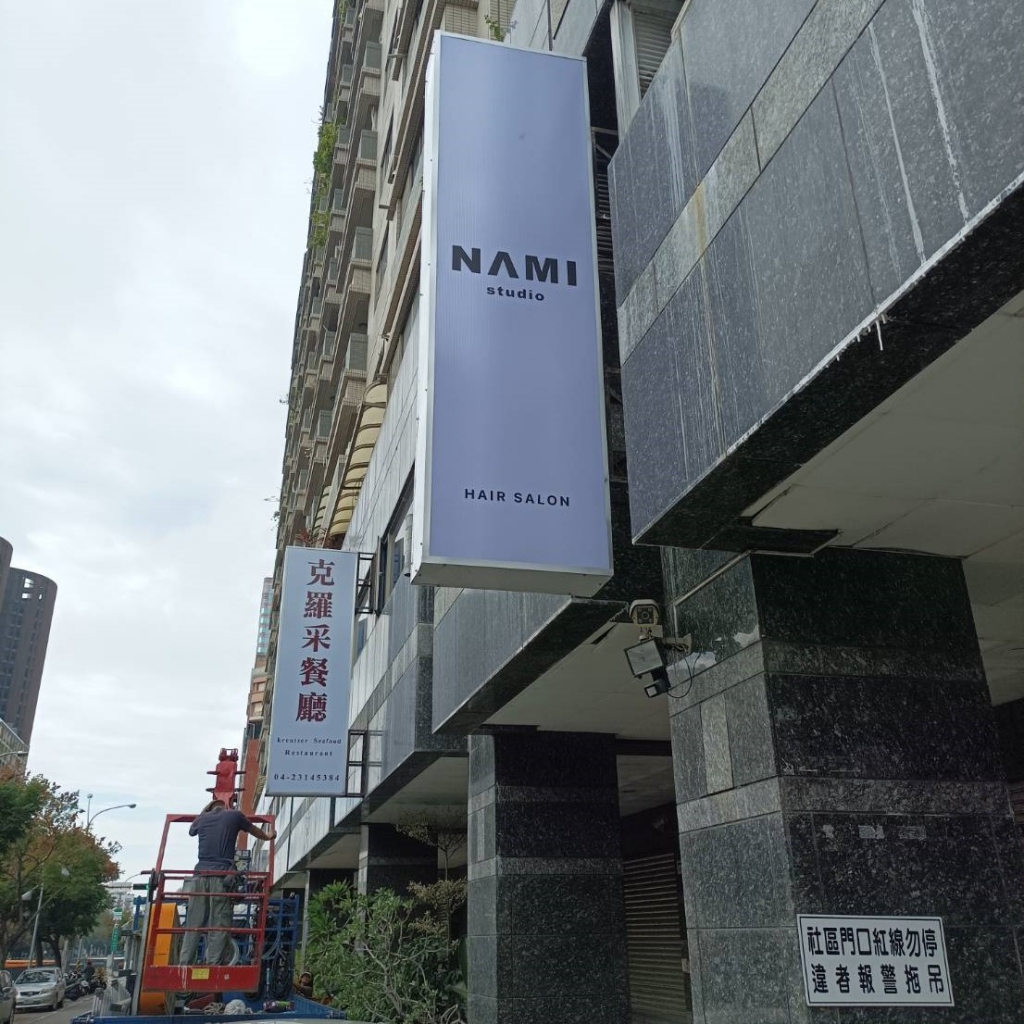 NAMI
studio
HAIR SALON
克羅采餐廳
kreutzer Seafood
Restaurant
04-23145384
社區門口紅線勿停
違者報警拖吊